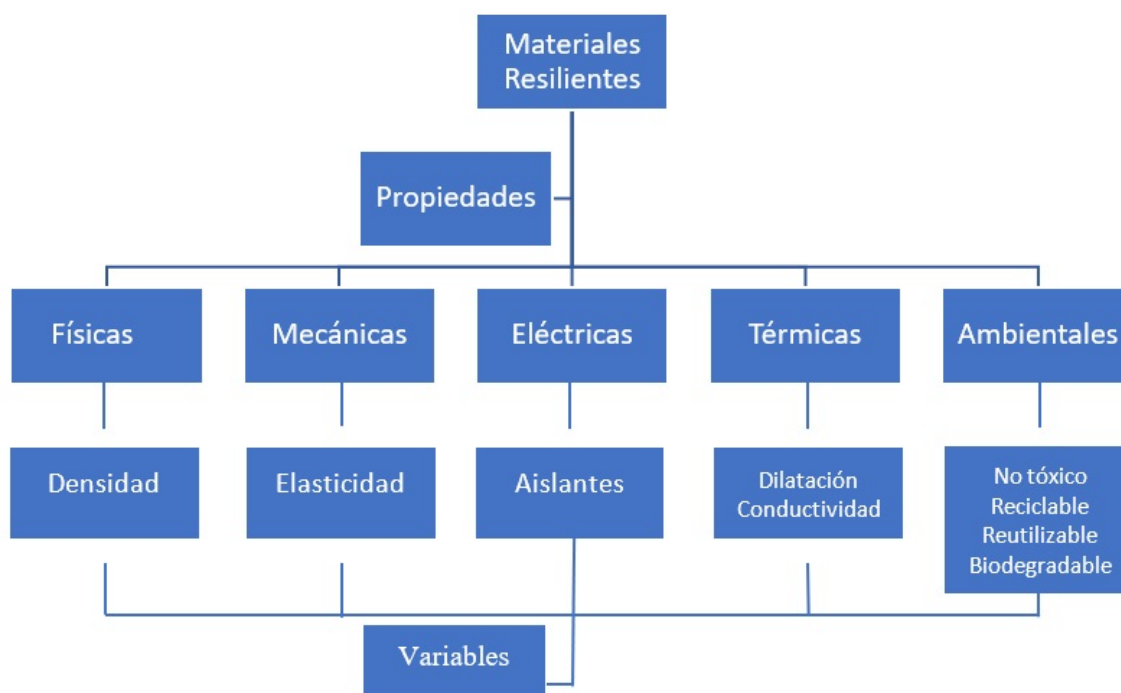 Materiales
Resilientes
Propiedades
Físicas
Mecánicas
Eléctricas
Térmicas
Ambientales
Densidad
Elasticidad
Aislantes
Dilatación
Conductividad
No tóxico
Reciclable
Reutilizable
Biodegradable
Variables